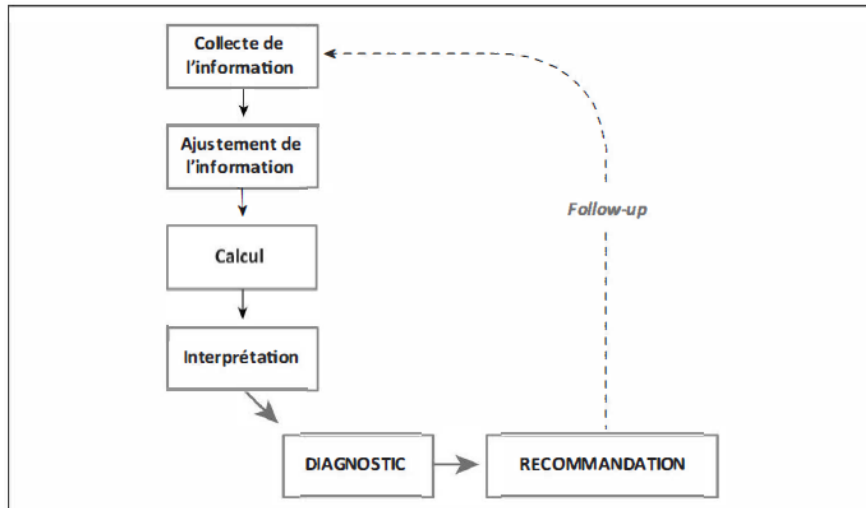 Collecte de
l'information
Ajustement de
l'information
Calcul
Follow-up
Interprétation
DIAGNOSTIC
RECOMMANDATION